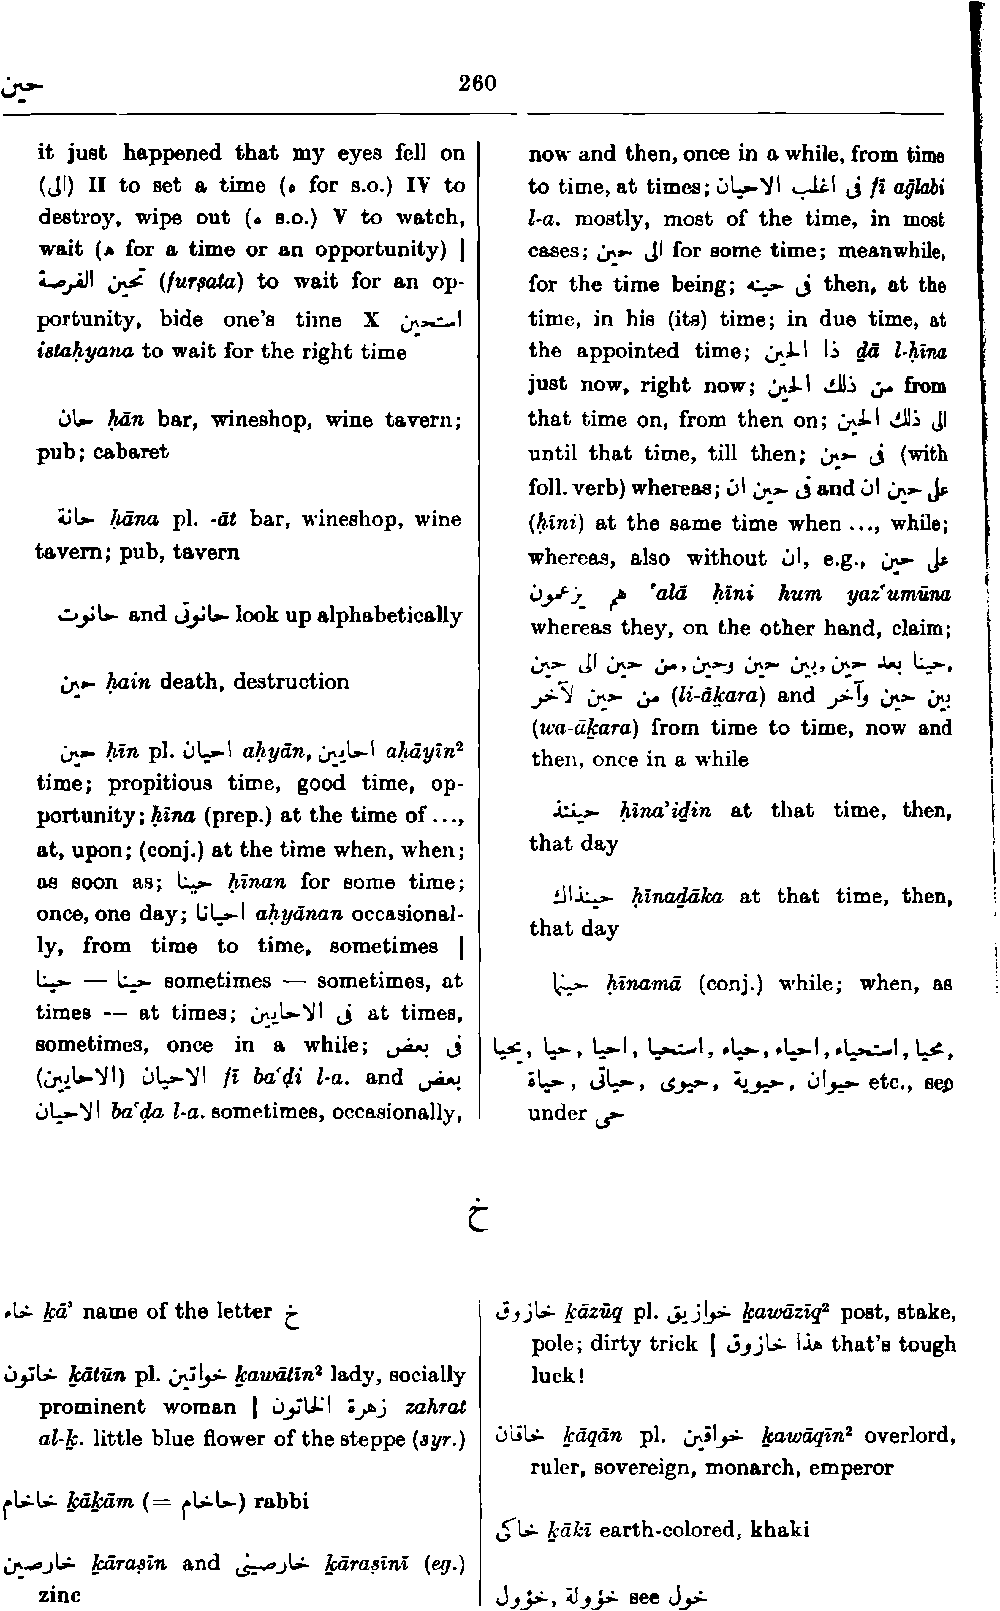 حين
260
it just happened that my eyes fell on
(الى) II to set a time (ه for s.o.) IV to
destroy, wipe out (ه s.o.) V to watch,
wait (ه for a time or an opportunity) |
تحين الفرصة (furṣata) to wait for an op-
portunity, bide one's time X استحين
istaḥyana to wait for the right time
حان ḥān bar, wineshop, wine tavern;
pub; cabaret
حانة ḥāna pl. -āt bar, wineshop, wine
tavern; pub, tavern
حانوت and حانوتى look up alphabetically
حين ḥain death, destruction
حين ḥīn pl. احيان aḥyān, احايين aḥāyīn²
time; propitious time, good time, op-
portunity; ḥīna (prep.) at the time of ...,
at, upon; (conj.) at the time when, when;
as soon as; حينا ḥīnan for some time;
once, one day; احيانا aḥyānan occasional-
ly, from time to time, sometimes |
حينا — حينا sometimes — sometimes, at
times — at times; فى الاحايين at times,
sometimes, once in a while; فى بعض
الاحيان (الاحايين) fī ba‘ḍi l-a. and بعض
الاحيان ba‘ḍa l-a. sometimes, occasionally,
now and then, once in a while, from time
to time, at times; فى اغلب الاحيان fī aḡlabi
l-a. mostly, most of the time, in most
cases; الى حين for some time; meanwhile,
for the time being; فى حينه then, at the
time, in his (its) time; in due time, at
the appointed time; ذا الحين ḏā l-ḥīna
just now, right now; من ذلك الحين from
that time on, from then on; الى ذلك الحين
until that time, till then; فى حين (with
foll. verb) whereas; فى حين ان and على حين ان
(ḥīni) at the same time when ..., while;
whereas, also without ان, e.g., على حين
هم يزعمون ‘alā ḥīni hum yaz‘umūna
whereas they, on the other hand, claim;
حينا بعد حين, بين حين وحين, من حين الى حين,
من حين لآخر (li-āḵara) and بين حين وآخر
(wa-āḵara) from time to time, now and
then, once in a while
حينئذ ḥīna’iḏin at that time, then,
that day
حينذاك ḥīnaḏāka at that time, then,
that day
حينما ḥīnamā (conj.) while; when, as
محيا, استحياء, احياء, حياء, استحيا, احيا, حيا, يحيا,
حيوان, حيوية, حيوى, حياتى, حياة etc., see
under حى
خ
خاء ḵā’ name of the letter خ
خاتون ḵātūn pl. خواتين ḵawātīn² lady, socially
prominent woman | زهرة الخاتون zahrat
al-ḵ. little blue flower of the steppe (syr.)
خاخام ḵāḵām (= حاخام) rabbi
خارصين ḵāraṣīn and خارصينى ḵāraṣīnī (eg.)
zinc
خازوق ḵāzūq pl. خوازيق ḵawāzīq² post, stake,
pole; dirty trick | هذا خازوق that's tough
luck!
خاقان ḵāqān pl. خواقين ḵawāqīn² overlord,
ruler, sovereign, monarch, emperor
خاكى ḵākī earth-colored, khaki
خؤولة, خؤول see خول